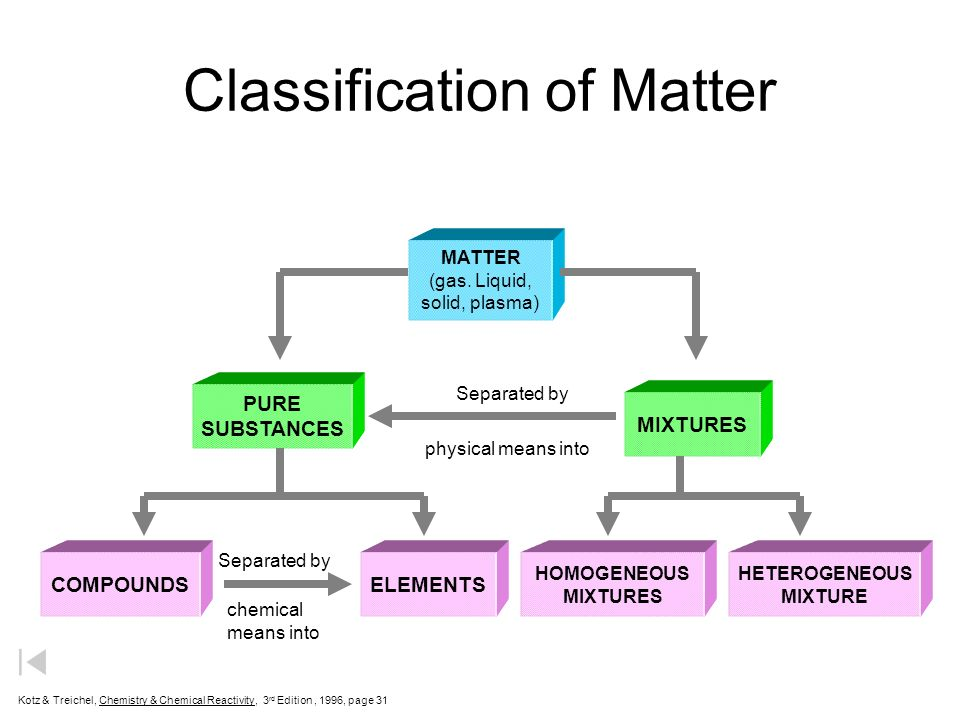 Classification of Matter
MATTER
(gas. Liquid,
solid, plasma)
PURE
SUBSTANCES
Separated by
physical means into
MIXTURES
COMPOUNDS
Separated by
chemical
means into
ELEMENTS
HOMOGENEOUS
MIXTURES
HETEROGENEOUS
MIXTURE
Kotz & Treichel, Chemistry & Chemical Reactivity, 3rd Edition , 1996, page 31